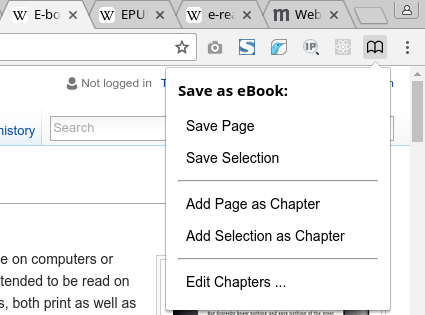 E-bo
EPU
e-rea
Web
IP
Not logged in
Save as eBook:
history
Search
Save Page
Save Selection
Add Page as Chapter
Add Selection as Chapter
e on computers or
tended to be read on
s, both print as well as
Edit Chapters ...